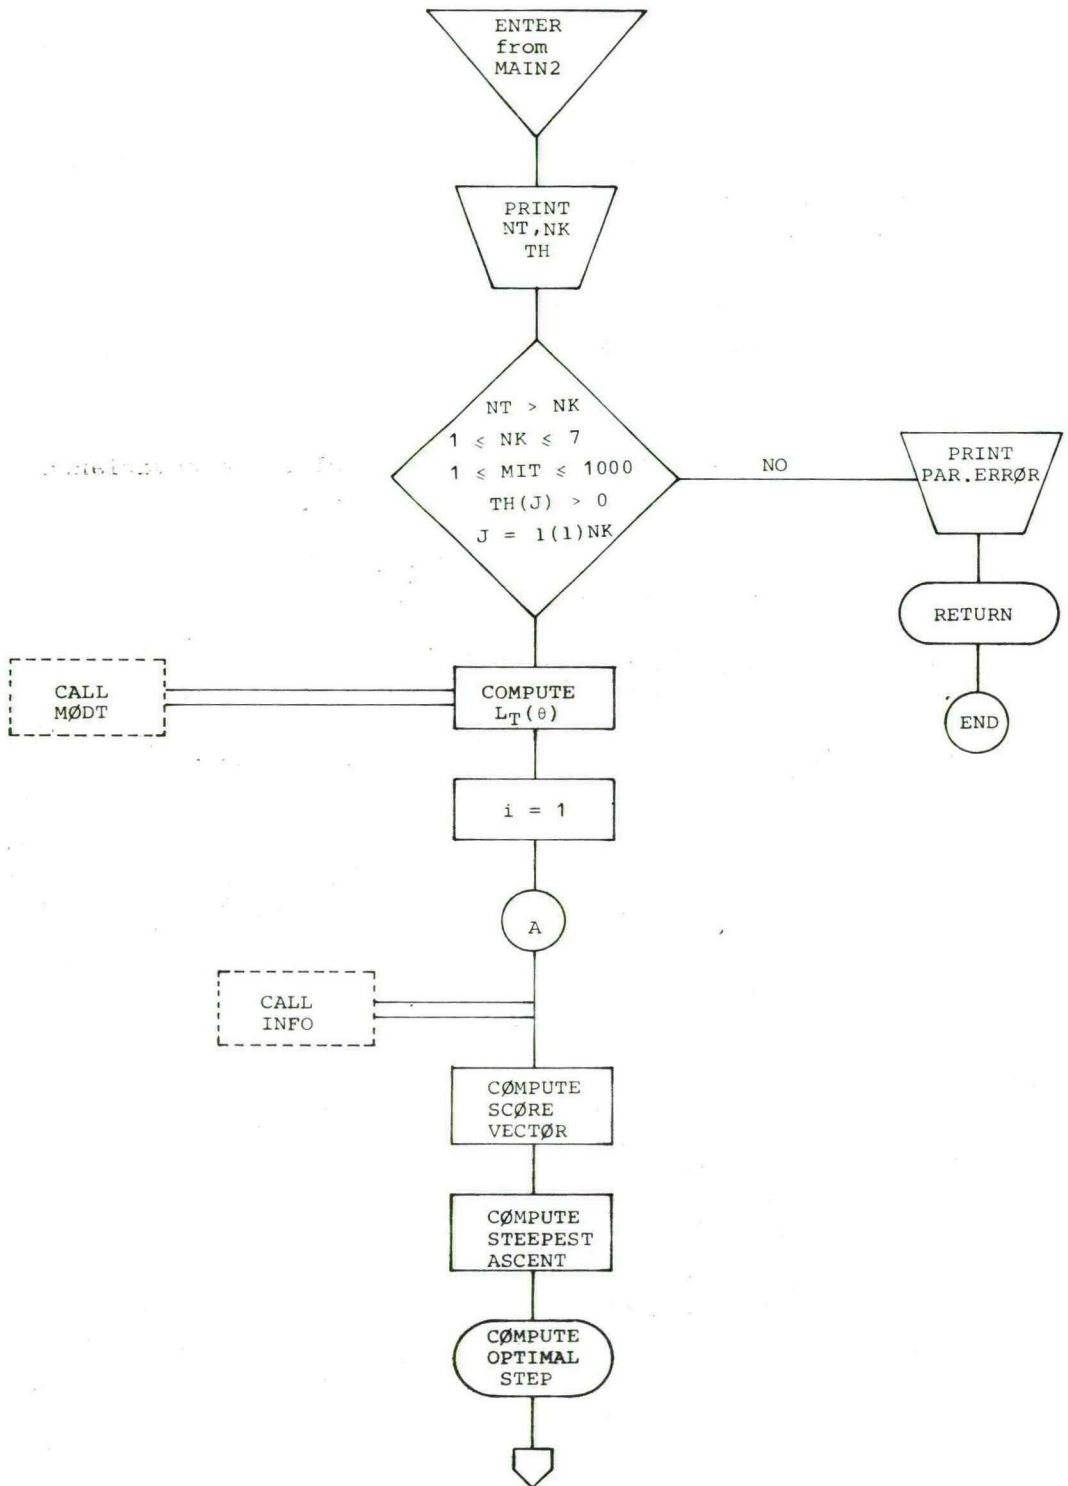 ENTER
from
MAIN2
PRINT
NT,NK
TH
NT > NK
1 ≤ NK ≤ 7
1 ≤ MIT ≤ 1000
TH(J) > 0
J = 1(1)NK
NO
PRINT
PAR.ERRØR
RETURN
END
CALL
MØDT
COMPUTE
L_T(θ)
i = 1
A
CALL
INFO
CØMPUTE
SCØRE
VECTØR
CØMPUTE
STEEPEST
ASCENT
CØMPUTE
OPTIMAL
STEP